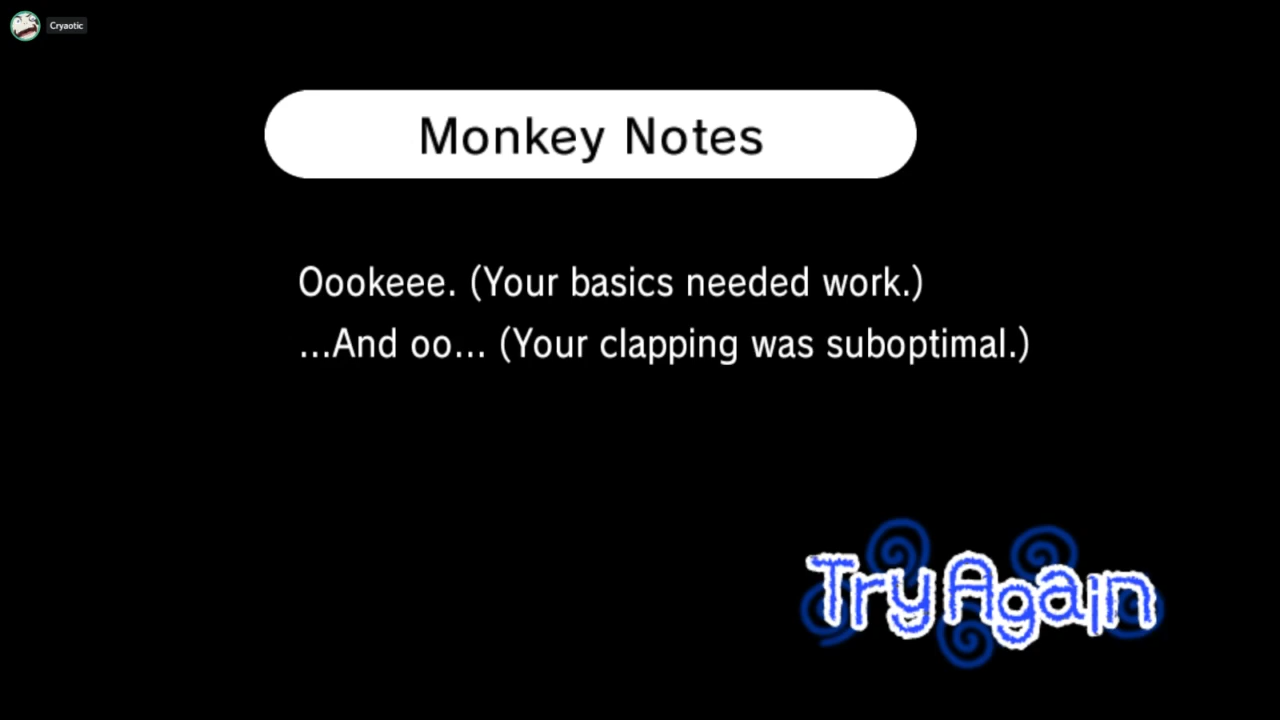 Cryaotic
Monkey Notes
Oookeee. (Your basics needed work.)
...And oo... (Your clapping was suboptimal.)
Try Again